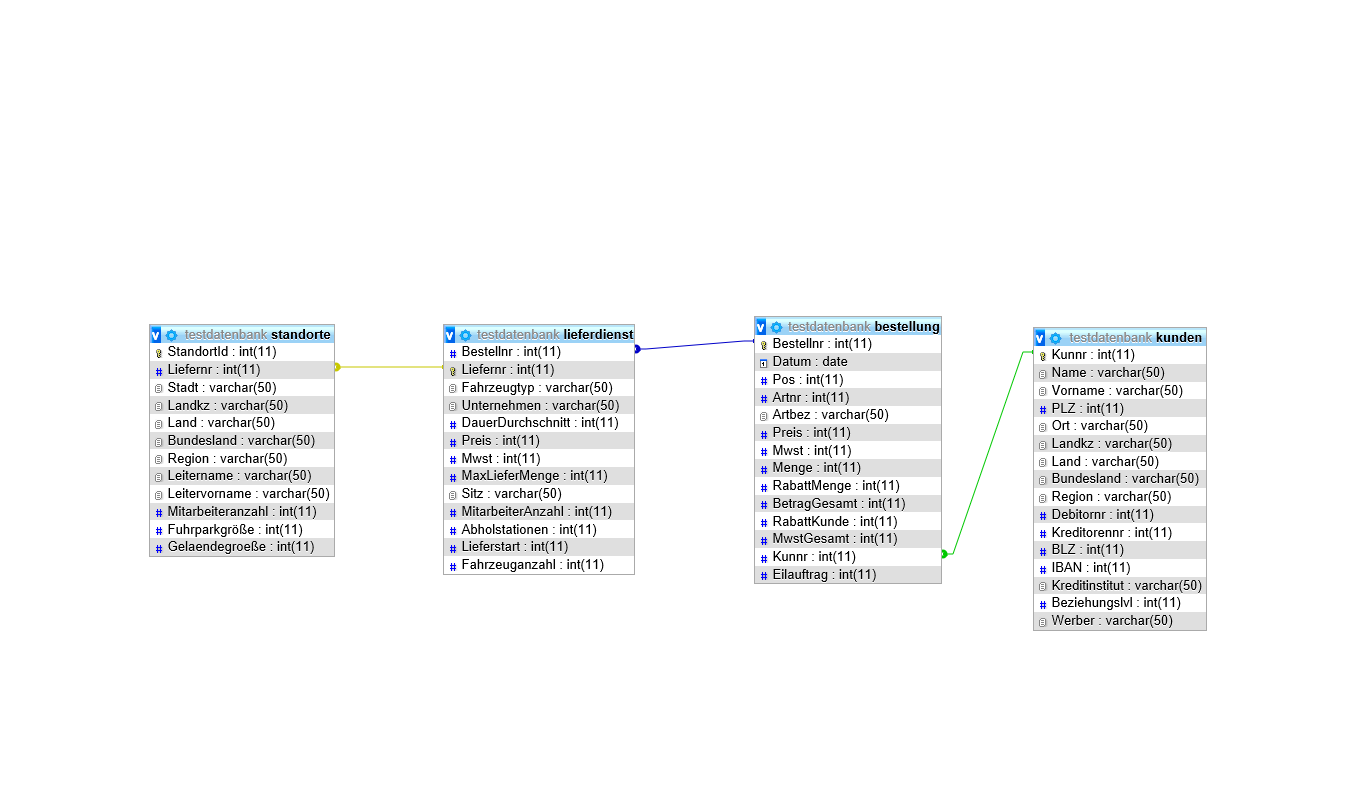 testdatenbank standorte
StandortId : int(11)
Liefernr : int(11)
Stadt : varchar(50)
Landkz : varchar(50)
Land : varchar(50)
Bundesland : varchar(50)
Region : varchar(50)
Leitername : varchar(50)
Leitervorname : varchar(50)
Mitarbeiteranzahl : int(11)
Fuhrparkgröße : int(11)
Gelaendegroeße : int(11)
testdatenbank lieferdienst
Bestellnr : int(11)
Liefernr : int(11)
Fahrzeugtyp : varchar(50)
Unternehmen : varchar(50)
DauerDurchschnitt : int(11)
Preis : int(11)
Mwst : int(11)
MaxLieferMenge : int(11)
Sitz : varchar(50)
MitarbeiterAnzahl : int(11)
Abholstationen : int(11)
Lieferstart : int(11)
Fahrzeuganzahl : int(11)
testdatenbank bestellung
Bestellnr : int(11)
Datum : date
Pos : int(11)
Artnr : int(11)
Artbez : varchar(50)
Preis : int(11)
Mwst : int(11)
Menge : int(11)
RabattMenge : int(11)
BetragGesamt : int(11)
RabattKunde : int(11)
MwstGesamt : int(11)
Kunnr : int(11)
Eilauftrag : int(11)
testdatenbank kunden
Kunnr : int(11)
Name : varchar(50)
Vorname : varchar(50)
PLZ : int(11)
Ort : varchar(50)
Landkz : varchar(50)
Land : varchar(50)
Bundesland : varchar(50)
Region : varchar(50)
Debitornr : int(11)
Kreditorennr : int(11)
BLZ : int(11)
IBAN : int(11)
Kreditinstitut : varchar(50)
Beziehungslvl : int(11)
Werber : varchar(50)